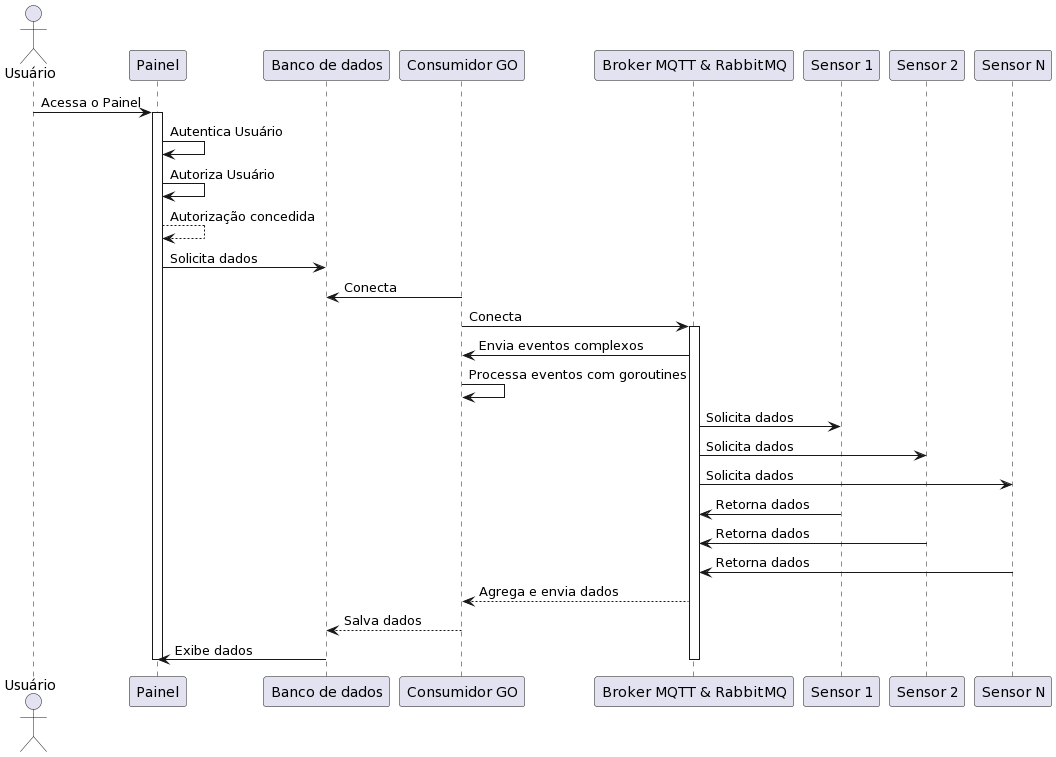 Usuário
Painel
Banco de dados
Consumidor GO
Broker MQTT & RabbitMQ
Sensor 1
Sensor 2
Sensor N
Acessa o Painel
Autentica Usuário
Autoriza Usuário
Autorização concedida
Solicita dados
Conecta
Conecta
Envia eventos complexos
Processa eventos com goroutines
Solicita dados
Solicita dados
Solicita dados
Retorna dados
Retorna dados
Retorna dados
Agrega e envia dados
Salva dados
Exibe dados
Usuário
Painel
Banco de dados
Consumidor GO
Broker MQTT & RabbitMQ
Sensor 1
Sensor 2
Sensor N